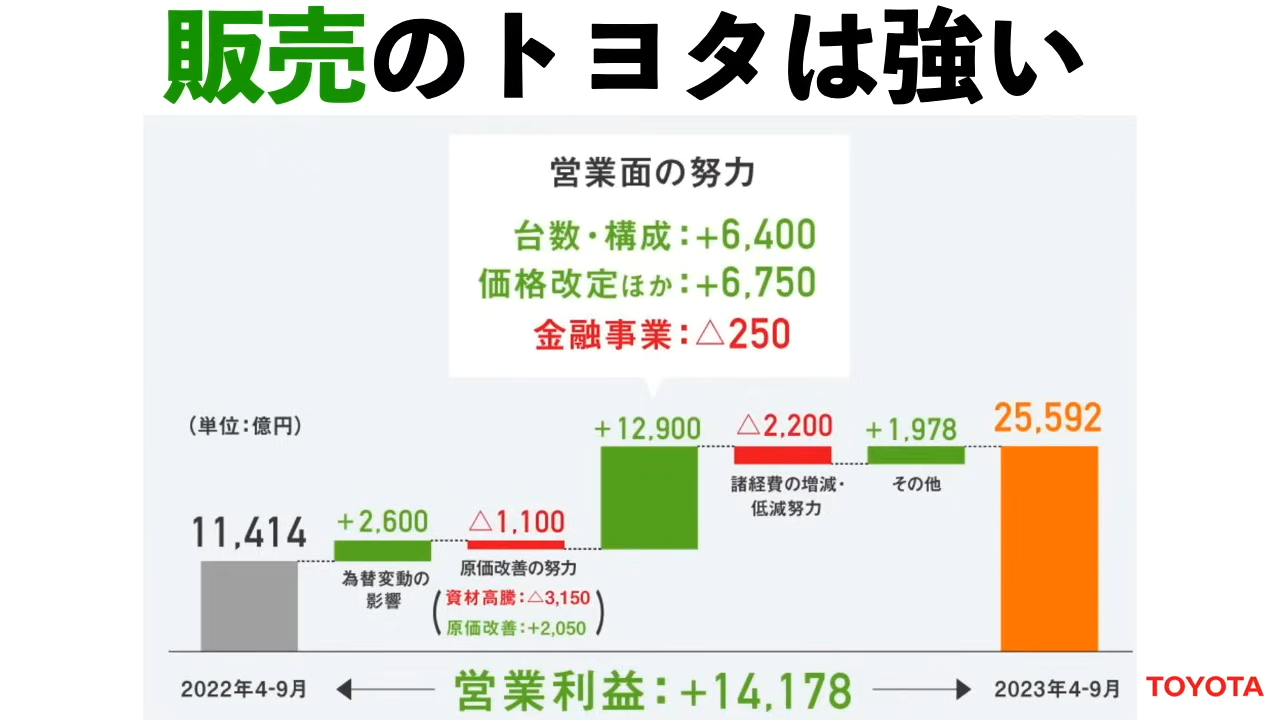 販売のトヨタは強い
営業面の努力
台数・構成：+6,400
価格改定ほか：+6,750
金融事業：△250
（単位：億円）
11,414
+2,600
為替変動の
影響
△1,100
原価改善の努力
資材高騰：△3,150
原価改善：+2,050
+12,900
△2,200
諸経費の増減・
低減努力
+1,978
その他
25,592
2022年4-9月
営業利益：+14,178
2023年4-9月
TOYOTA